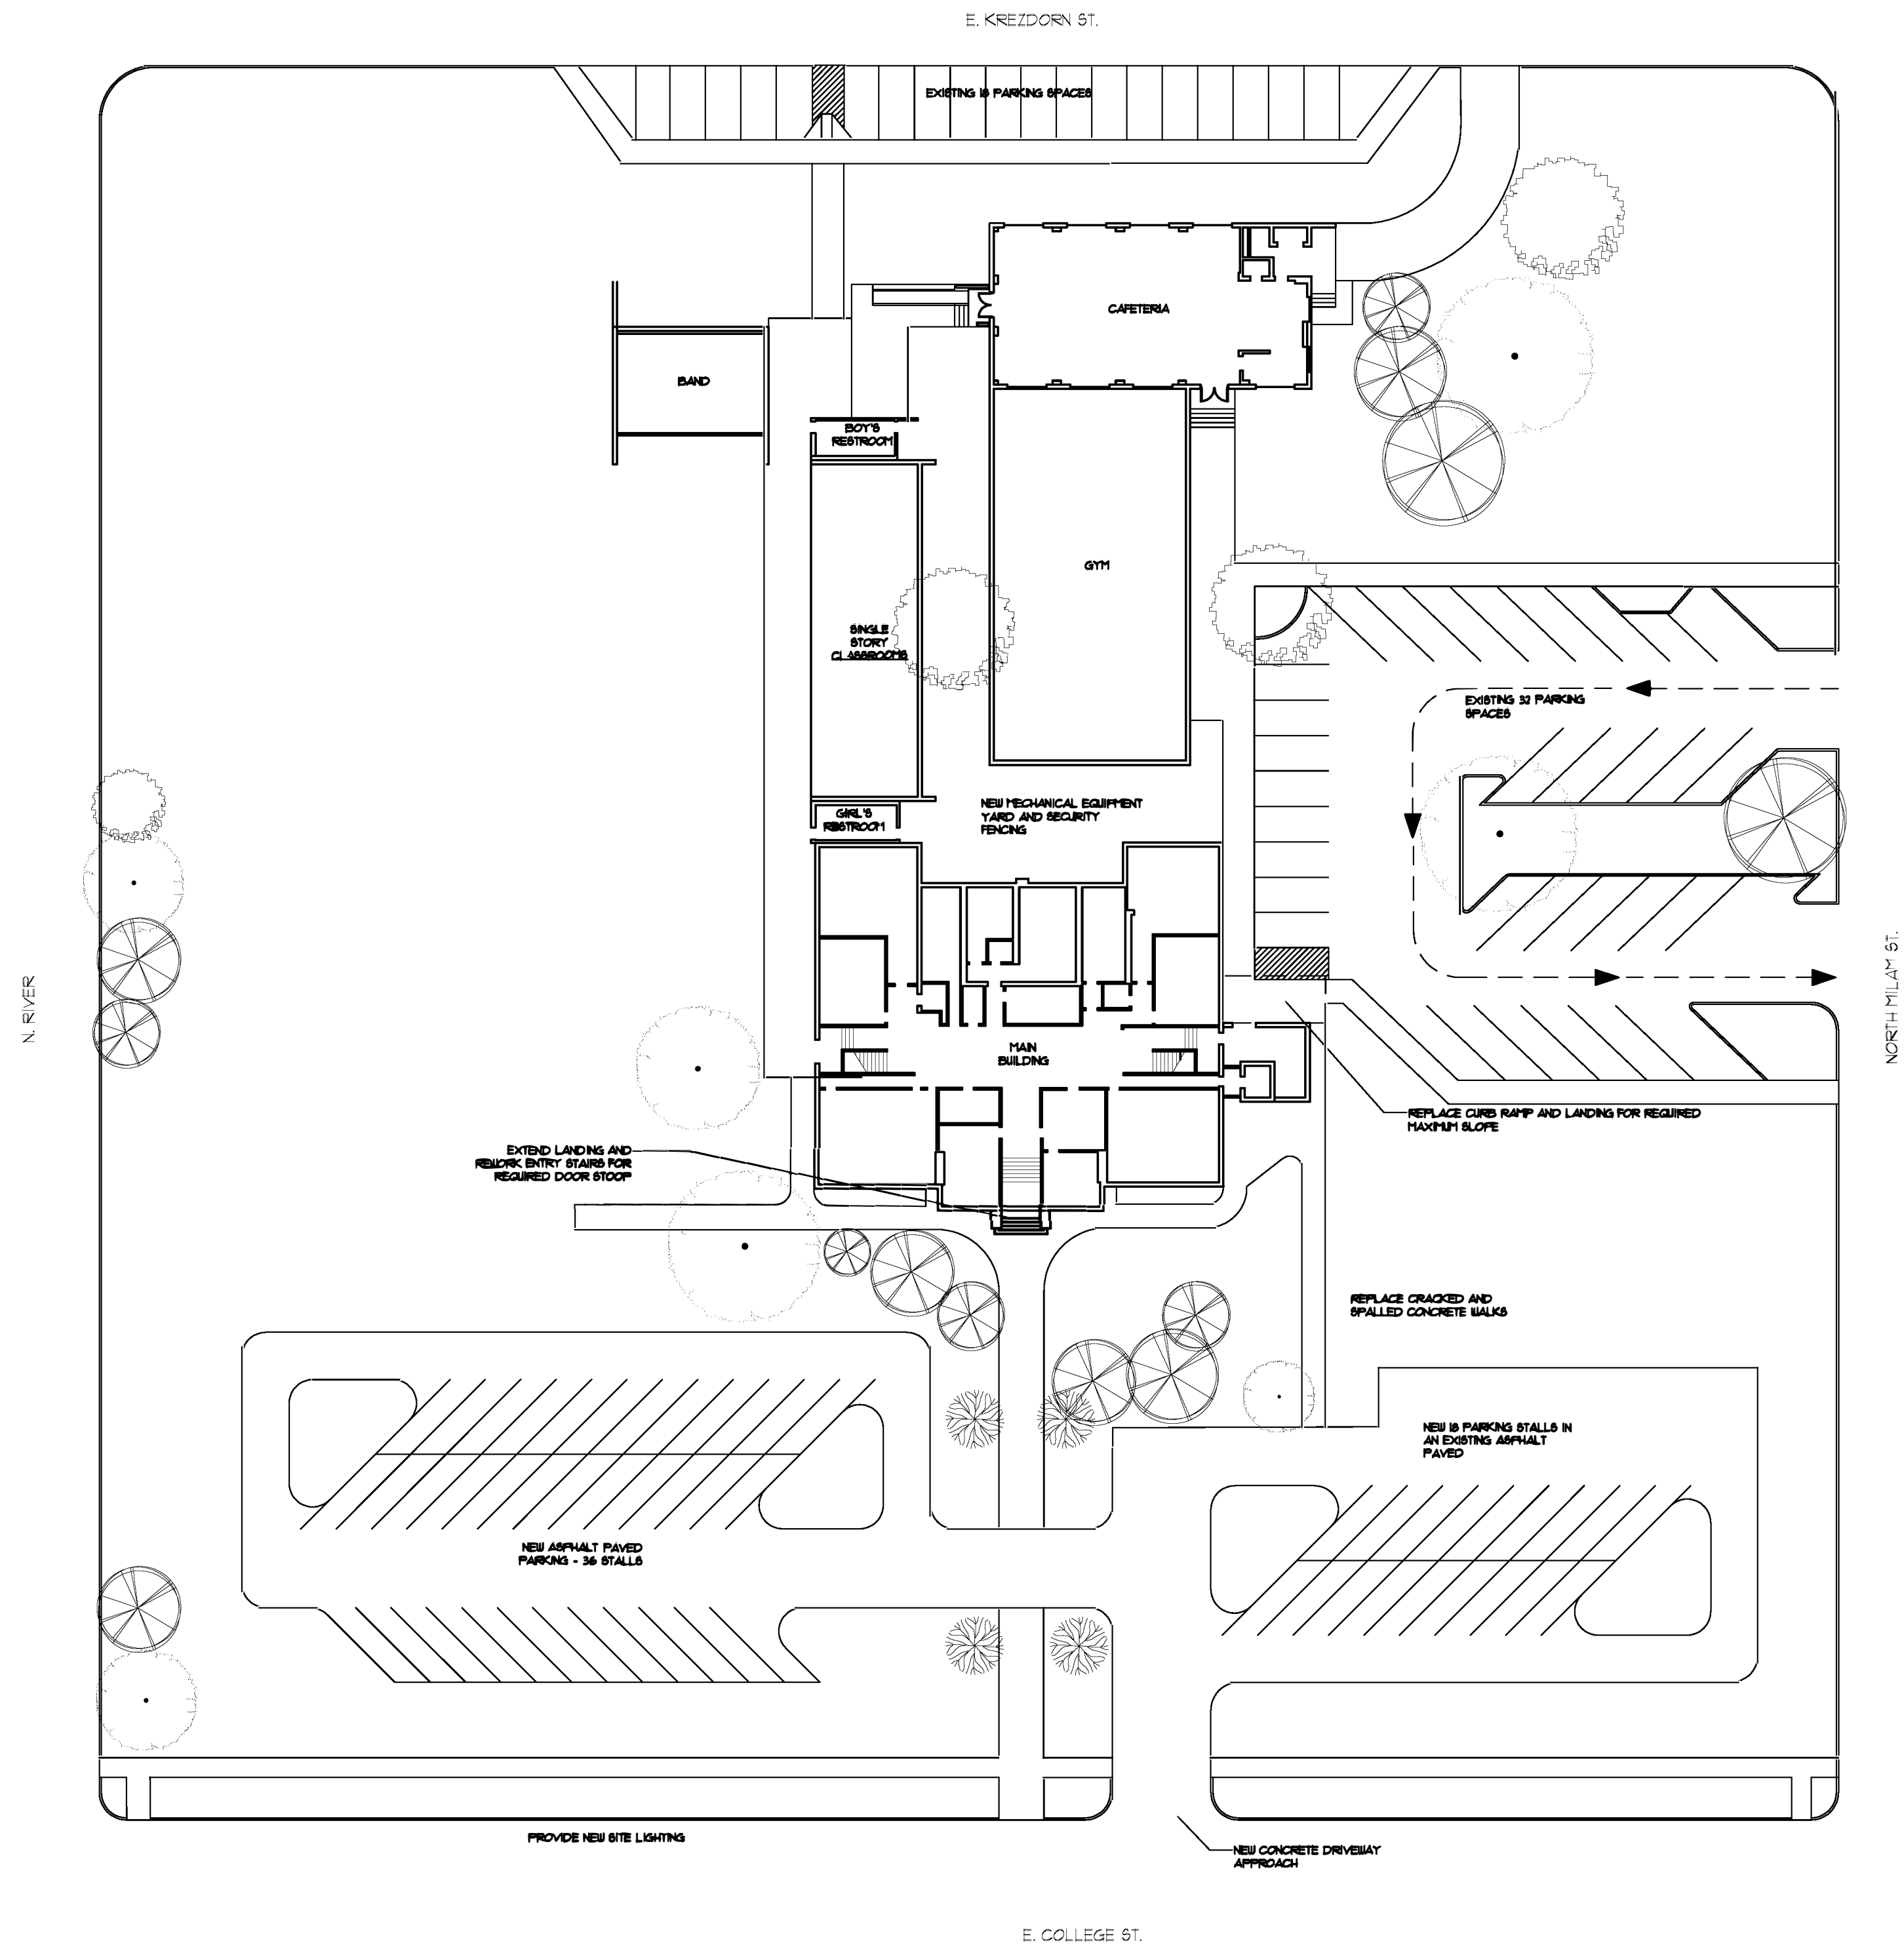 E. KREZDORN ST.
EXISTING 18 PARKING SPACES
CAFETERIA
BAND
BOY'S
RESTROOM
GYM
SINGLE
STORY
CLASSROOMS
EXISTING 32 PARKING
SPACES
NEW MECHANICAL EQUIPMENT
YARD AND SECURITY
FENCING
GIRL'S
RESTROOM
N. RIVER
NORTH MILAM ST.
MAIN
BUILDING
REPLACE CURB RAMP AND LANDING FOR REQUIRED
MAXIMUM SLOPE
EXTEND LANDING AND
REWORK ENTRY STAIRS FOR
REQUIRED DOOR STOOP
REPLACE CRACKED AND
SPALLED CONCRETE WALKS
NEW 18 PARKING STALLS IN
AN EXISTING ASPHALT
PAVED
NEW ASPHALT PAVED
PARKING - 36 STALLS
PROVIDE NEW SITE LIGHTING
NEW CONCRETE DRIVEWAY
APPROACH
E. COLLEGE ST.